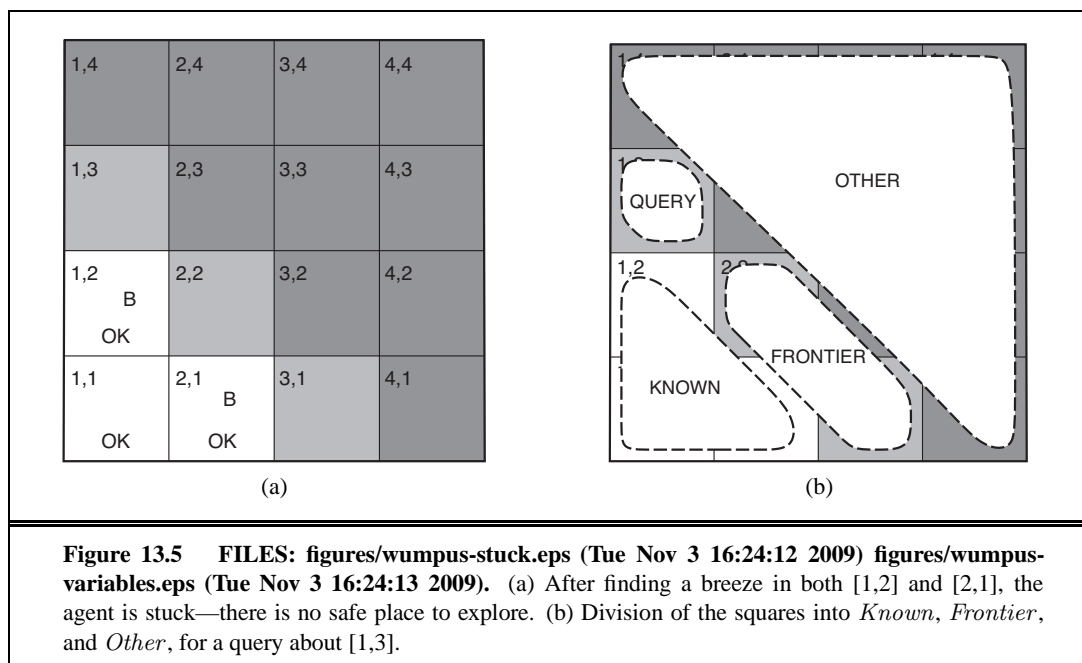 1,4 2,4 3,4 4,4
1,3 2,3 3,3 4,3
1,2 2,2 3,2 4,2
B
OK
1,1 2,1 3,1 4,1
B
OK OK
(a)
OTHER
QUERY
1,2
FRONTIER
KNOWN
(b)
Figure 13.5 FILES: figures/wumpus-stuck.eps (Tue Nov 3 16:24:12 2009) figures/wumpus-
variables.eps (Tue Nov 3 16:24:13 2009). (a) After finding a breeze in both [1,2] and [2,1], the
agent is stuck—there is no safe place to explore. (b) Division of the squares into Known, Frontier,
and Other, for a query about [1,3].